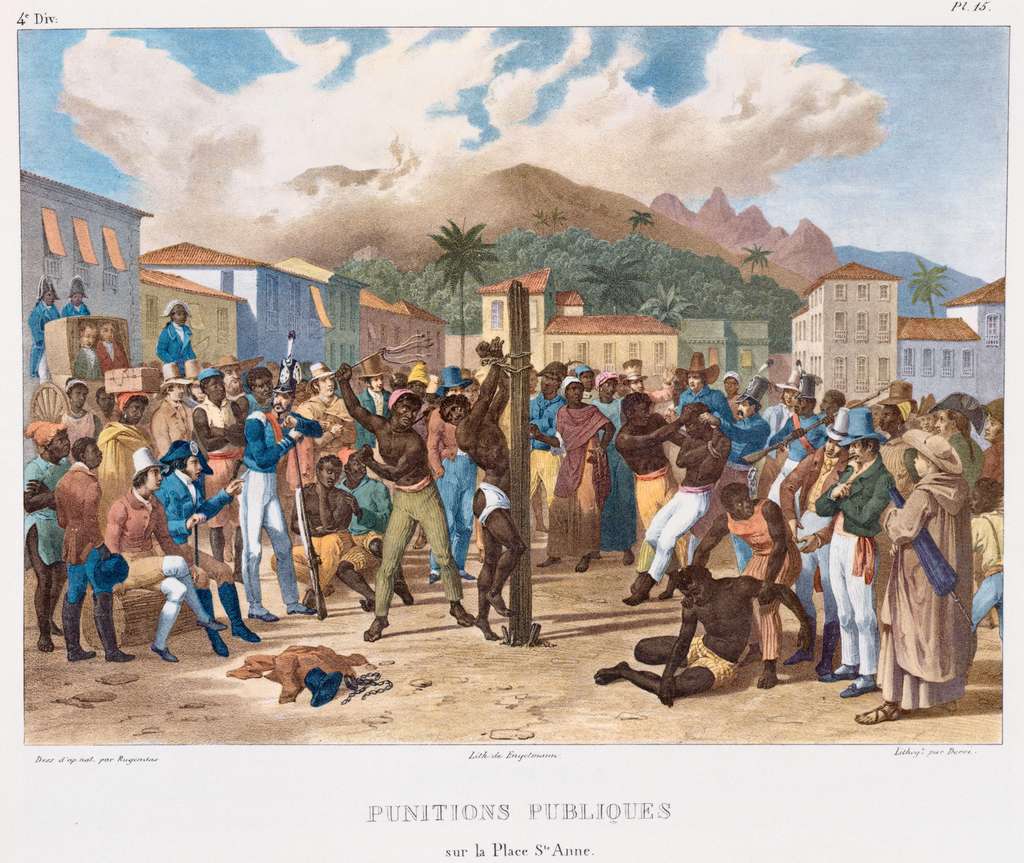 4e Div:
Pl. 15.
Dess d'ap. nat. par Rugendas
Lith. de Engelmann.
Lithogr. par Deroi.
PUNITIONS PUBLIQUES
sur la Place Ste Anne.